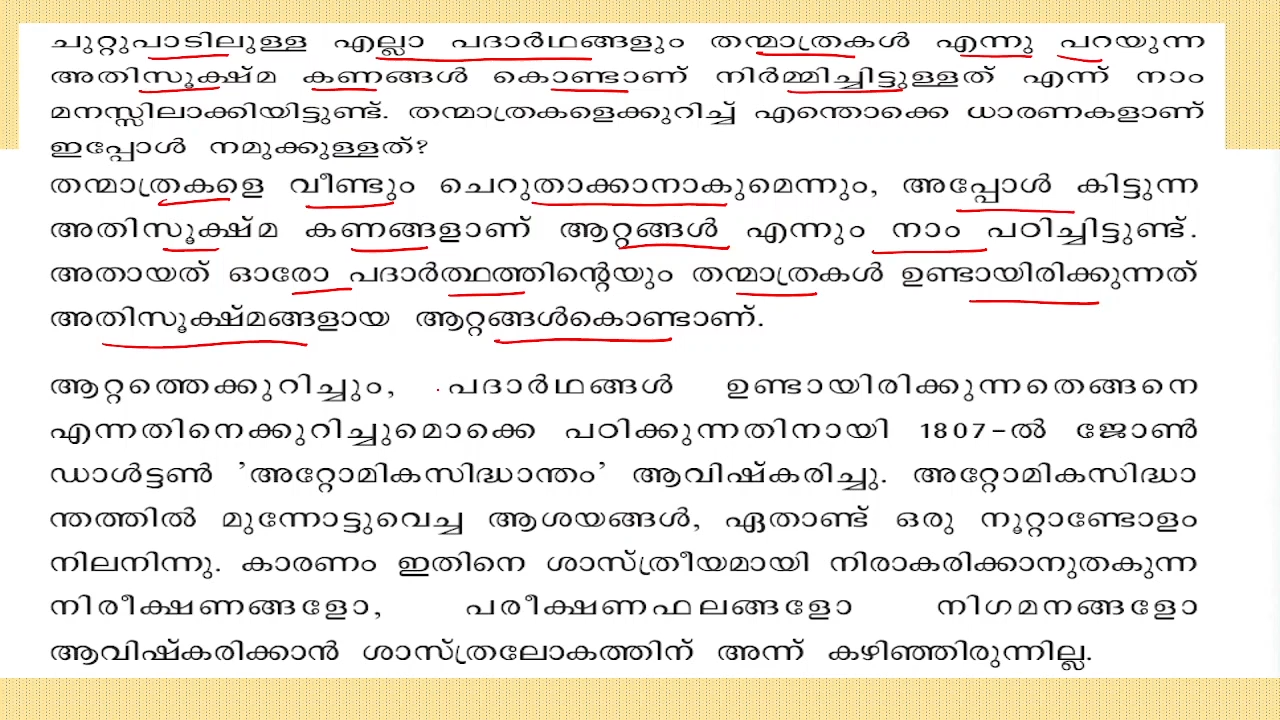 ചുറ്റുപാടിലുള്ള എല്ലാ പദാർഥങ്ങളും തന്മാത്രകൾ എന്നു പറയുന്ന
അതിസൂക്ഷ്മ കണങ്ങൾ കൊണ്ടാണ് നിർമ്മിച്ചിട്ടുള്ളത് എന്ന് നാം
മനസ്സിലാക്കിയിട്ടുണ്ട്. തന്മാത്രകളെക്കുറിച്ച് എന്തൊക്കെ ധാരണകളാണ്
ഇപ്പോൾ നമുക്കുള്ളത്?
തന്മാത്രകളെ വീണ്ടും ചെറുതാക്കാനാകുമെന്നും, അപ്പോൾ കിട്ടുന്ന
അതിസൂക്ഷ്മ കണങ്ങളാണ് ആറ്റങ്ങൾ എന്നും നാം പഠിച്ചിട്ടുണ്ട്.
അതായത് ഓരോ പദാർത്ഥത്തിന്റെയും തന്മാത്രകൾ ഉണ്ടായിരിക്കുന്നത്
അതിസൂക്ഷ്മങ്ങളായ ആറ്റങ്ങൾകൊണ്ടാണ്.
ആറ്റത്തെക്കുറിച്ചും, പദാർഥങ്ങൾ ഉണ്ടായിരിക്കുന്നതെങ്ങനെ
എന്നതിനെക്കുറിച്ചുമൊക്കെ പഠിക്കുന്നതിനായി 1807-ൽ ജോൺ
ഡാൾട്ടൺ ’അറ്റോമികസിദ്ധാന്തം’ ആവിഷ്കരിച്ചു. അറ്റോമികസിദ്ധാ
ന്തത്തിൽ മുന്നോട്ടുവെച്ച ആശയങ്ങൾ, ഏതാണ്ട് ഒരു നൂറ്റാണ്ടോളം
നിലനിന്നു. കാരണം ഇതിനെ ശാസ്ത്രീയമായി നിരാകരിക്കാനുതകുന്ന
നിരീക്ഷണങ്ങളോ, പരീക്ഷണഫലങ്ങളോ നിഗമനങ്ങളോ
ആവിഷ്കരിക്കാൻ ശാസ്ത്രലോകത്തിന് അന്ന് കഴിഞ്ഞിരുന്നില്ല.